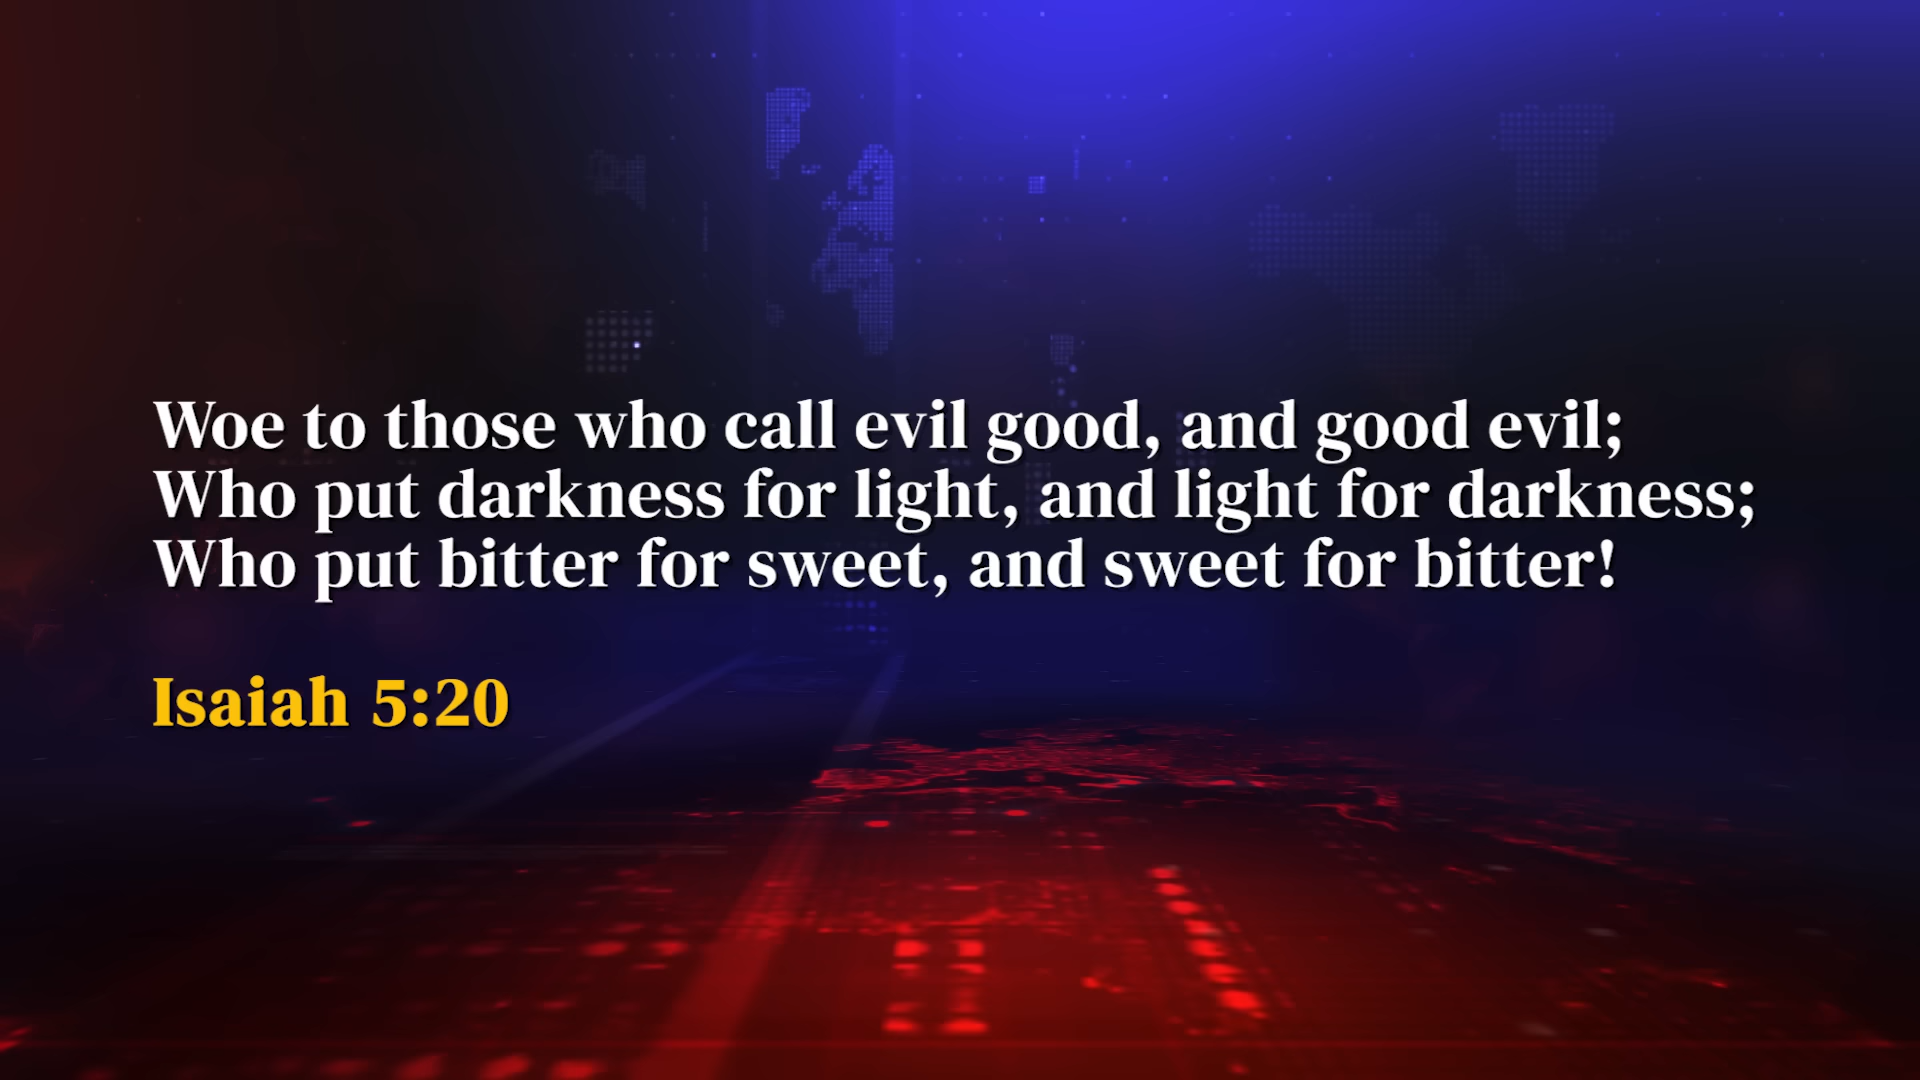 Woe to those who call evil good, and good evil;
Who put darkness for light, and light for darkness;
Who put bitter for sweet, and sweet for bitter!
Isaiah 5:20